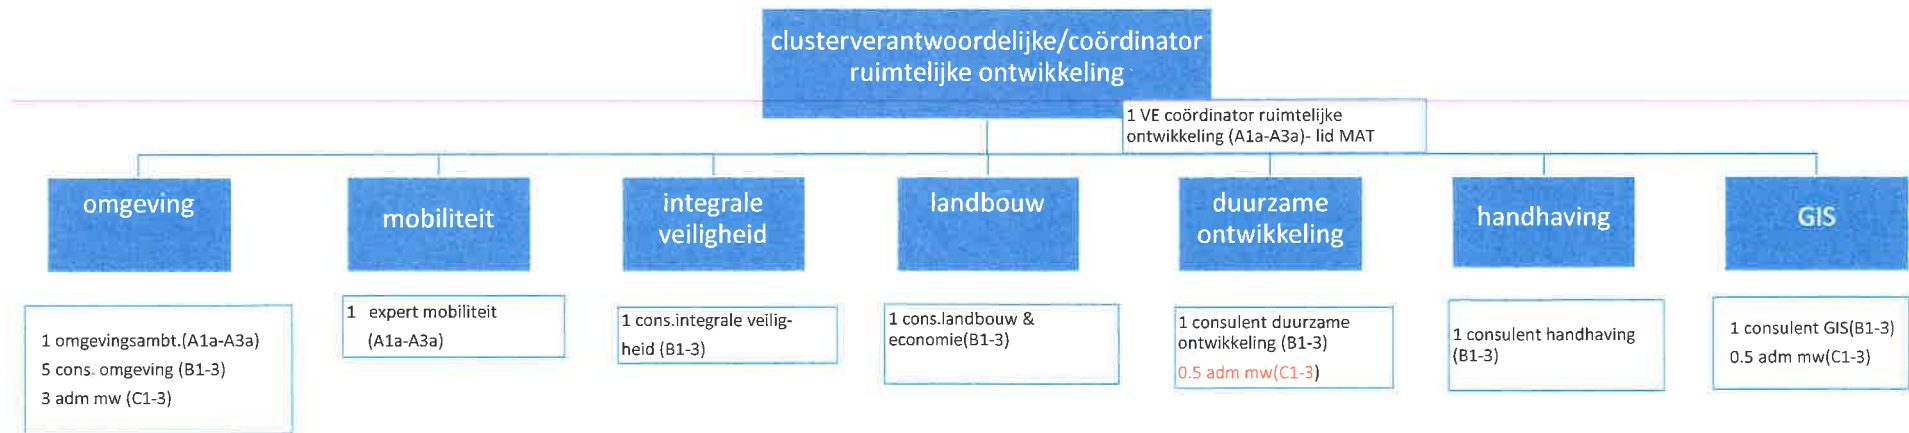 clusterverantwoordelijke/coördinator
ruimtelijke ontwikkeling
1 VE coördinator ruimtelijke
ontwikkeling (A1a-A3a)- lid MAT
omgeving
mobiliteit
integrale
veiligheid
landbouw
duurzame
ontwikkeling
handhaving
GIS
1 omgevingsambt.(A1a-A3a)
5 cons. omgeving (B1-3)
3 adm mw (C1-3)
1 expert mobiliteit
(A1a-A3a)
1 cons.integrale veilig-
heid (B1-3)
1 cons.landbouw &
economie(B1-3)
1 consulent duurzame
ontwikkeling (B1-3)
0.5 adm mw(C1-3)
1 consulent handhaving
(B1-3)
1 consulent GIS(B1-3)
0.5 adm mw(C1-3)